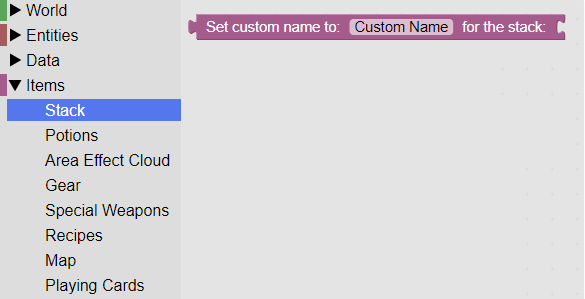 World
Set custom name to: Custom Name for the stack:
Entities
Data
Items
Stack
Potions
Area Effect Cloud
Gear
Special Weapons
Recipes
Map
Playing Cards